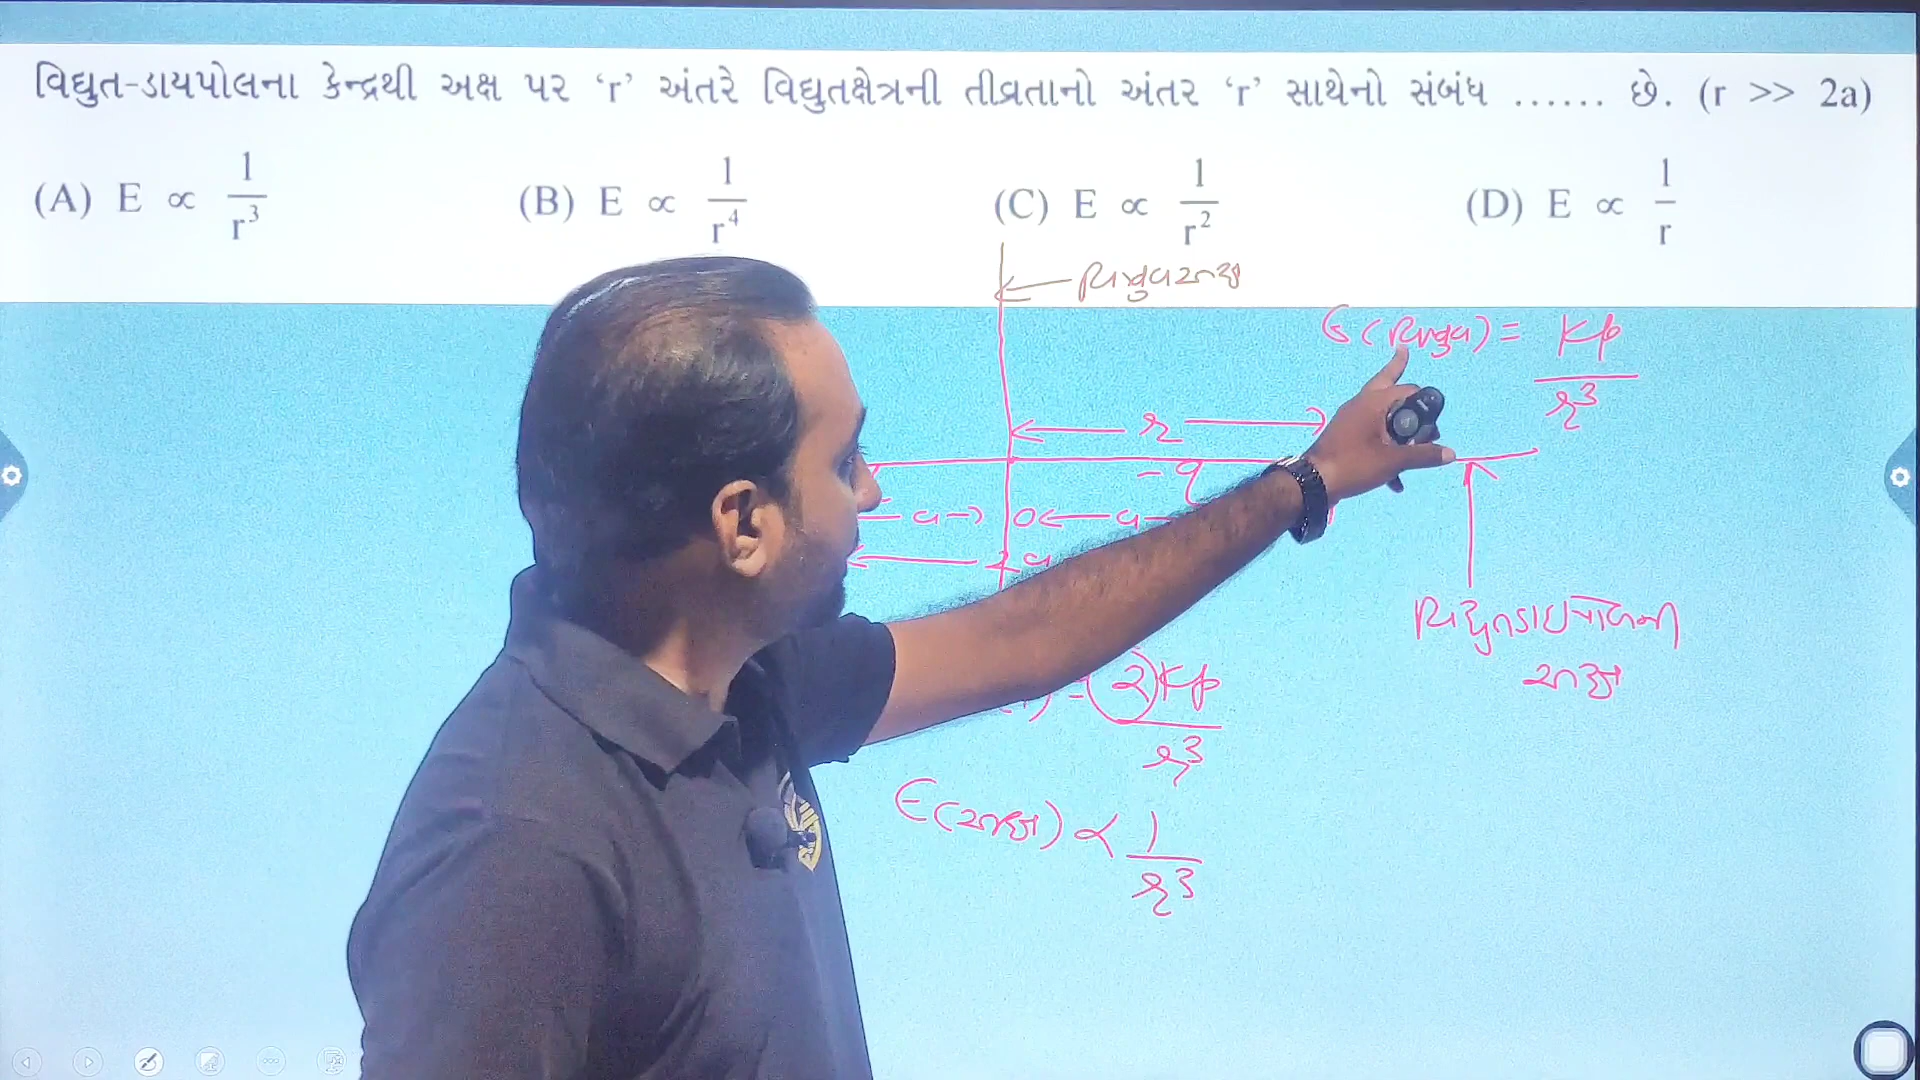 વિદ્યુત-ડાયપોલના કેન્દ્રથી અક્ષ પર ‘r’ અંતરે વિદ્યુતક્ષેત્રની તીવ્રતાનો અંતર ‘r’ સાથેનો સંબંધ ...... છે. (r >> 2a)
(A) E ∝ 1/r³ (B) E ∝ 1/r⁴ (C) E ∝ 1/r² (D) E ∝ 1/r
E(વિષુવ) = kp/r³
r
-q
a O a
2a
વિદ્યુતડાયપોલની
અક્ષ
2kp/r³
E(અક્ષ) ∝ 1/r³